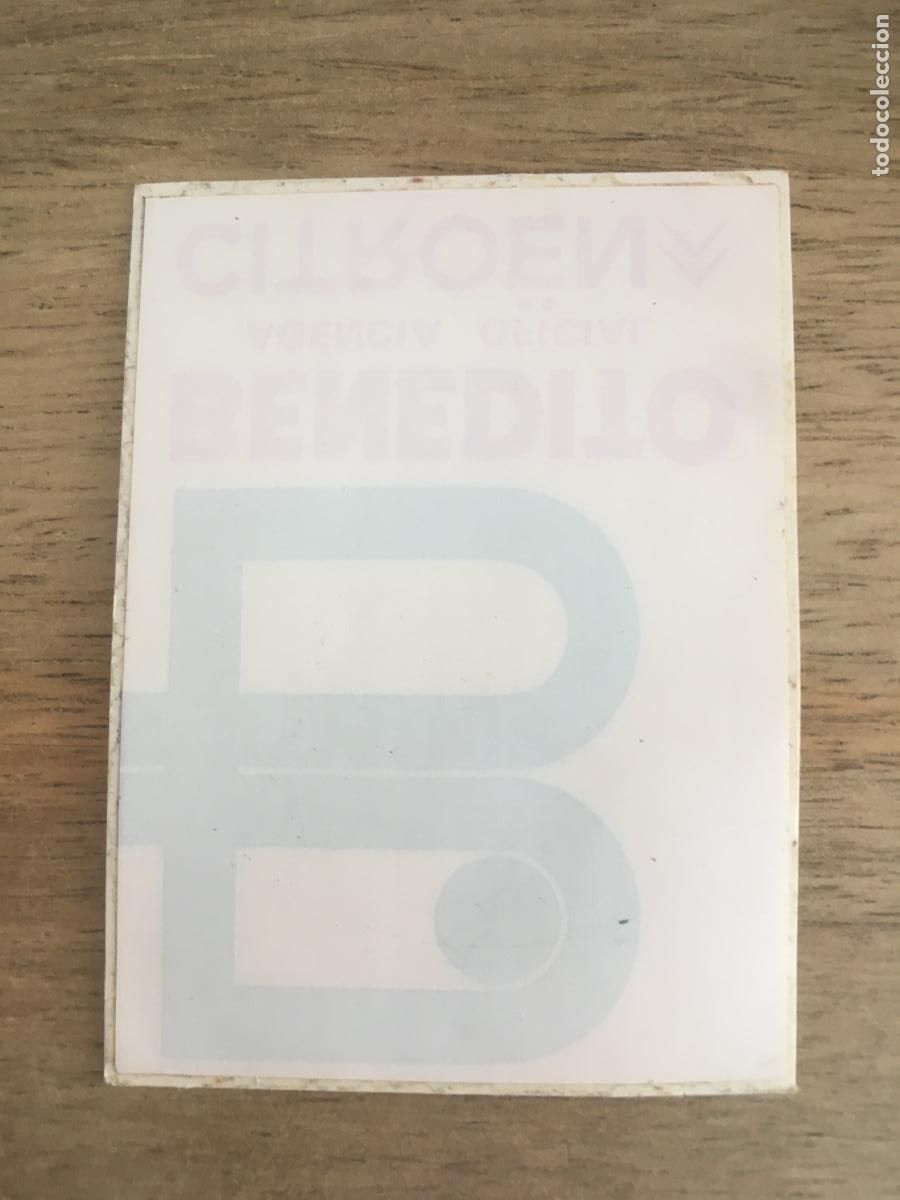 BENEDITO
AGENCIA OFICIAL
CITROËN
todocoleccion